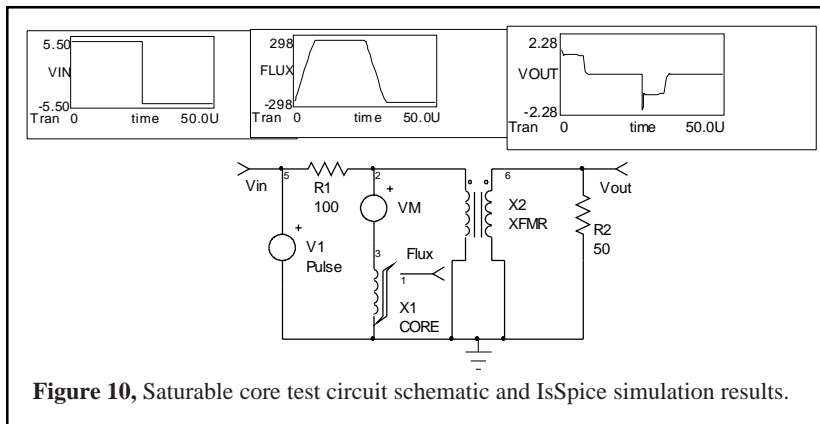 5.50
VIN
-5.50
Tran 0 time 50.0U
298
FLUX
-298
Tran 0 time 50.0U
2.28
VOUT
-2.28
Tran 0 time 50.0U
Vin
5
R1
100
2
+
VM
6
Vout
X2
XFMR
R2
50
+
V1
Pulse
3
Flux
1
X1
CORE
Figure 10, Saturable core test circuit schematic and IsSpice simulation results.